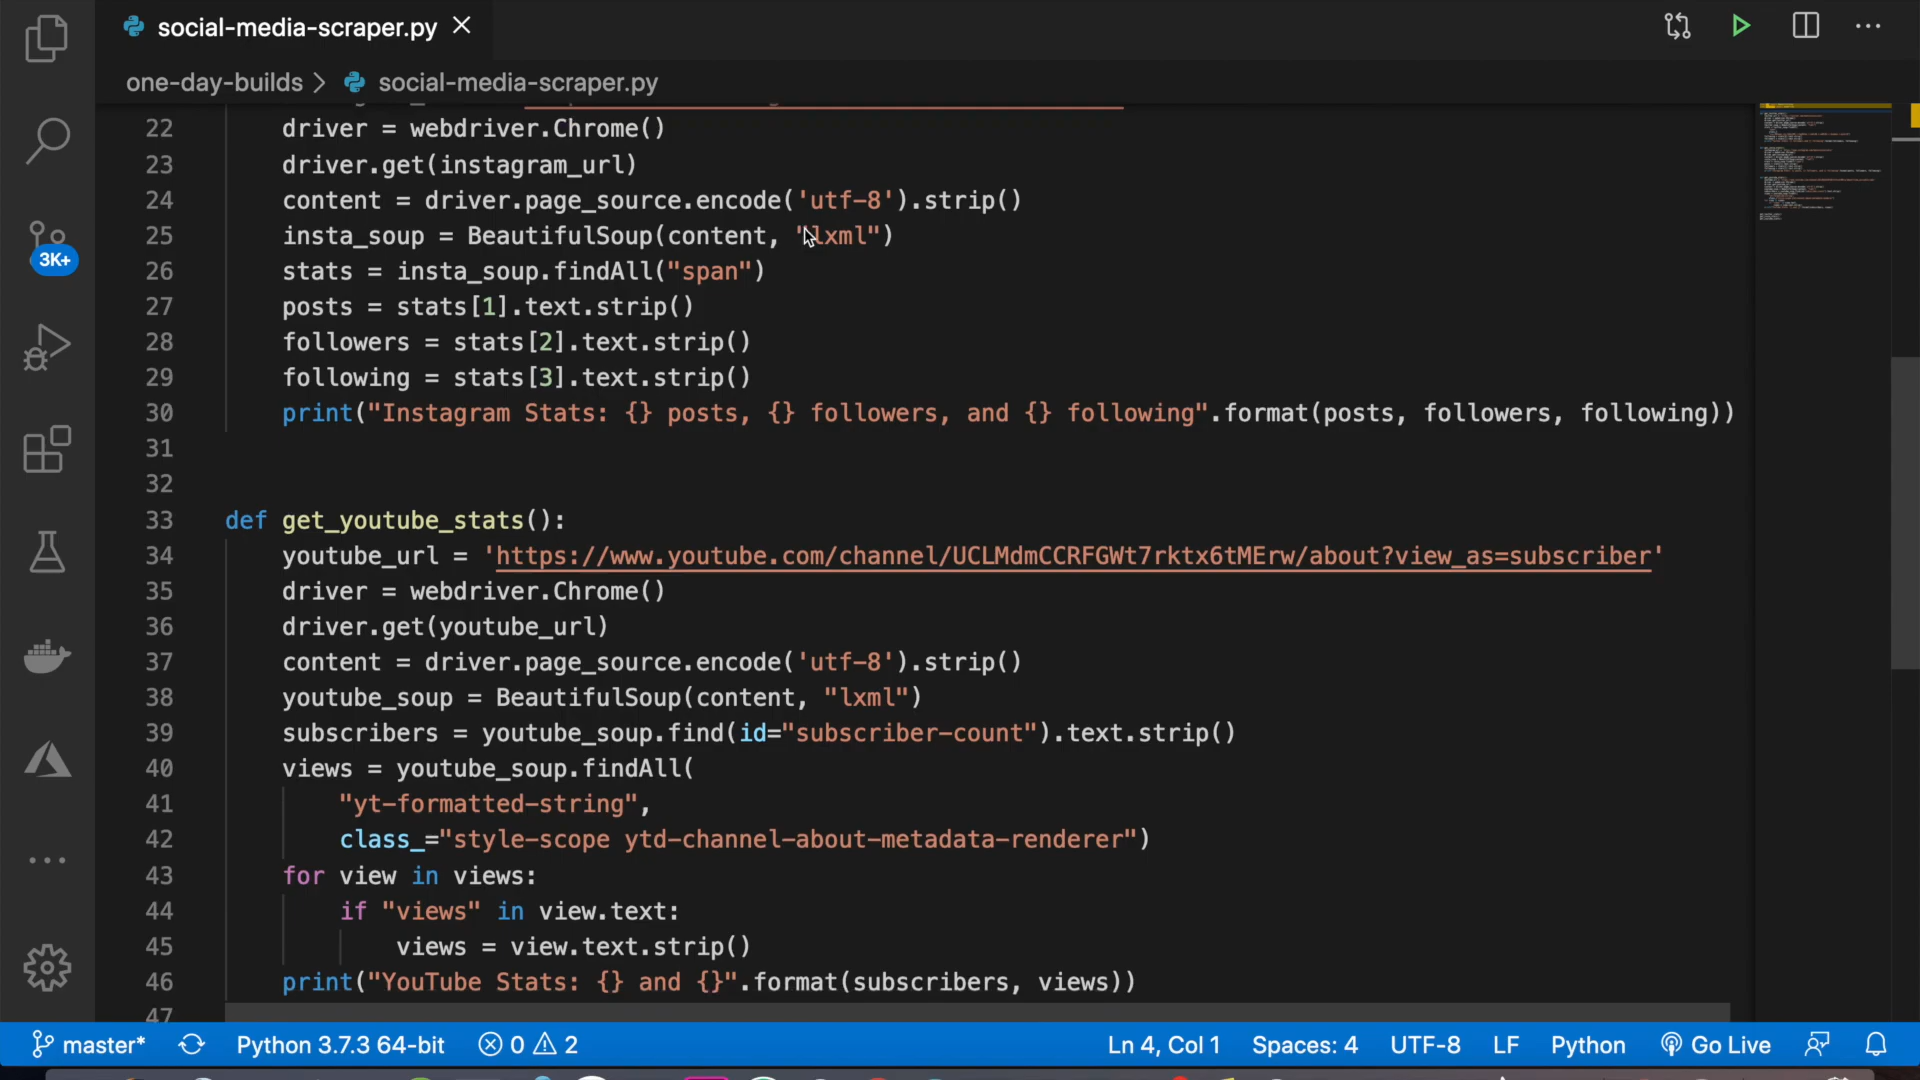 social-media-scraper.py
one-day-builds > social-media-scraper.py
22 driver = webdriver.Chrome()
23 driver.get(instagram_url)
24 content = driver.page_source.encode('utf-8').strip()
25 insta_soup = BeautifulSoup(content, "lxml")
26 stats = insta_soup.findAll("span")
27 posts = stats[1].text.strip()
28 followers = stats[2].text.strip()
29 following = stats[3].text.strip()
30 print("Instagram Stats: {} posts, {} followers, and {} following".format(posts, followers, following))
31
32
33 def get_youtube_stats():
34 youtube_url = 'https://www.youtube.com/channel/UCLMdmCCRFGWt7rktx6tMErw/about?view_as=subscriber'
35 driver = webdriver.Chrome()
36 driver.get(youtube_url)
37 content = driver.page_source.encode('utf-8').strip()
38 youtube_soup = BeautifulSoup(content, "lxml")
39 subscribers = youtube_soup.find(id="subscriber-count").text.strip()
40 views = youtube_soup.findAll(
41 "yt-formatted-string",
42 class_="style-scope ytd-channel-about-metadata-renderer")
43 for view in views:
44 if "views" in view.text:
45 views = view.text.strip()
46 print("YouTube Stats: {} and {}".format(subscribers, views))
47
3K+
master* Python 3.7.3 64-bit 0 2 Ln 4, Col 1 Spaces: 4 UTF-8 LF Python Go Live